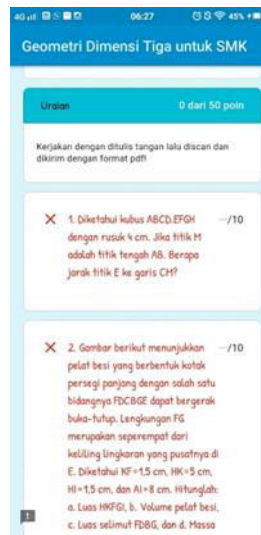 4G 06:27 45%
Geometri Dimensi Tiga untuk SMK
Uraian 0 dari 50 poin
Kerjakan dengan ditulis tangan lalu discan dan
dikirim dengan format pdf!
1. Diketahui kubus ABCD.EFGH —/10
dengan rusuk 4 cm. Jika titik M
adalah titik tengah AB. Berapa
jarak titik E ke garis CM?
2. Gambar berikut menunjukkan —/10
pelat besi yang berbentuk kotak
persegi panjang dengan salah satu
bidangnya FDCBGE dapat bergerak
buka-tutup. Lengkungan FG
merupakan seperempat dari
keliling lingkaran yang pusatnya di
E. Diketahui KF=1,5 cm, HK=5 cm,
HI=1,5 cm, dan AI=8 cm. Hitunglah:
a. Luas HKFGI, b. Volume pelat besi,
c. Luas selimut FDBG, dan d. Massa